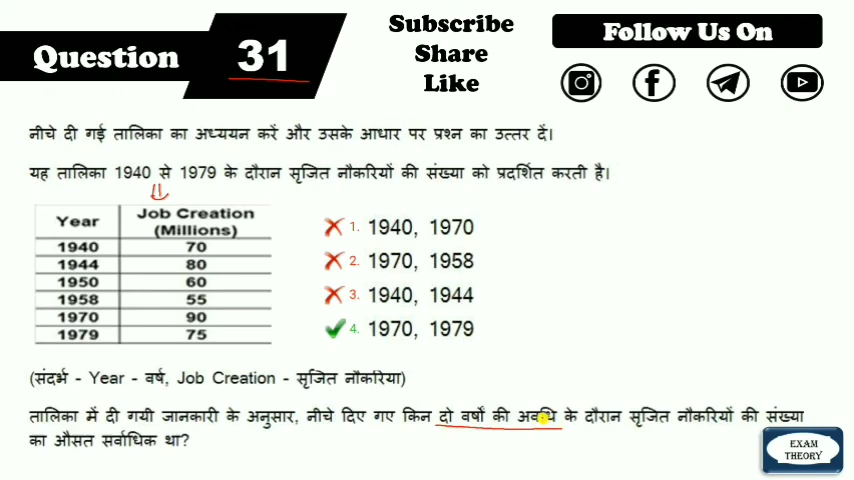 Question 31
Subscribe
Share
Like
Follow Us On
नीचे दी गई तालिका का अध्ययन करें और उसके आधार पर प्रश्न का उत्तर दें।
यह तालिका 1940 से 1979 के दौरान सृजित नौकरियों की संख्या को प्रदर्शित करती है।
Year Job Creation (Millions)
1940 70
1944 80
1950 60
1958 55
1970 90
1979 75
1. 1940, 1970
2. 1970, 1958
3. 1940, 1944
4. 1970, 1979
(संदर्भ - Year - वर्ष, Job Creation - सृजित नौकरिया)
तालिका में दी गयी जानकारी के अनुसार, नीचे दिए गए किन दो वर्षों की अवधि के दौरान सृजित नौकरियों की संख्या
का औसत सर्वाधिक था?
EXAM
THEORY